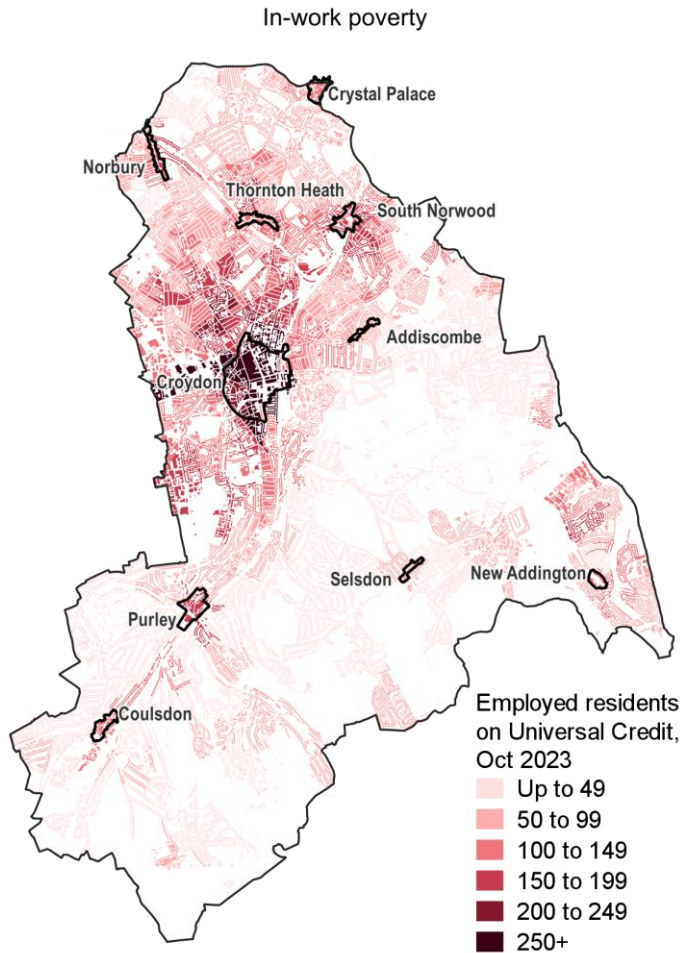 In-work poverty
Crystal Palace
Norbury
Thornton Heath
South Norwood
Addiscombe
Croydon
Selsdon
New Addington
Purley
Coulsdon
Employed residents
on Universal Credit,
Oct 2023
Up to 49
50 to 99
100 to 149
150 to 199
200 to 249
250+